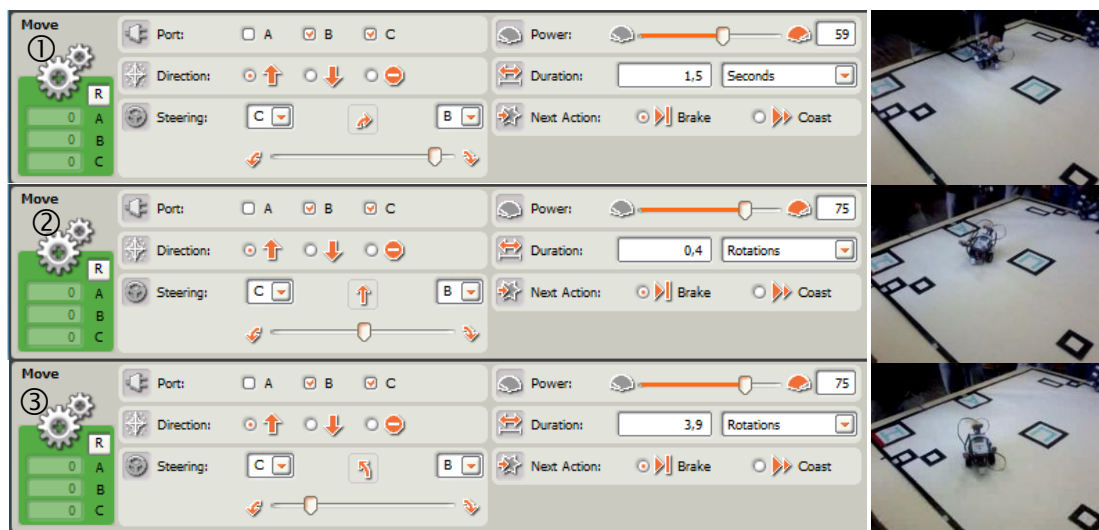 Move
①
R
0 A
0 B
0 C
Port: A B C
Direction:
Steering: C B
Power: 59
Duration: 1,5 Seconds
Next Action: Brake Coast
Move
②
R
0 A
0 B
0 C
Port: A B C
Direction:
Steering: C B
Power: 75
Duration: 0,4 Rotations
Next Action: Brake Coast
Move
③
R
0 A
0 B
0 C
Port: A B C
Direction:
Steering: C B
Power: 75
Duration: 3,9 Rotations
Next Action: Brake Coast